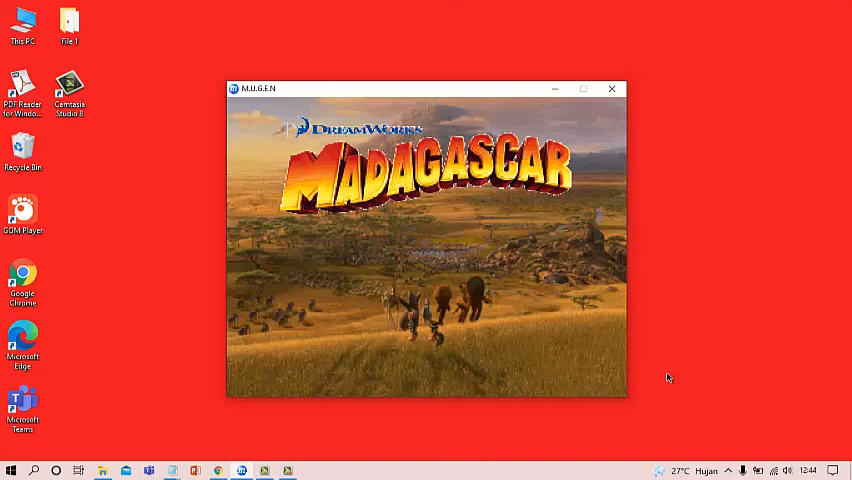 This PC
File 1
PDF Reader
for Windo...
Camtasia
Studio 8
Recycle Bin
GOM Player
Google
Chrome
Microsoft
Edge
Microsoft
Teams
M.U.G.E.N
DREAMWORKS
MADAGASCAR
27°C Hujan
12:44